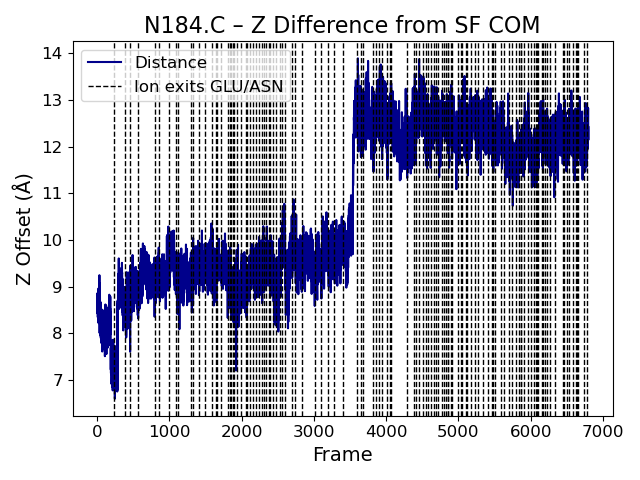 N184.C – Z Difference from SF COM
Distance
Ion exits GLU/ASN
Z Offset (Å)
14
13
12
11
10
9
8
7
0 1000 2000 3000 4000 5000 6000 7000
Frame